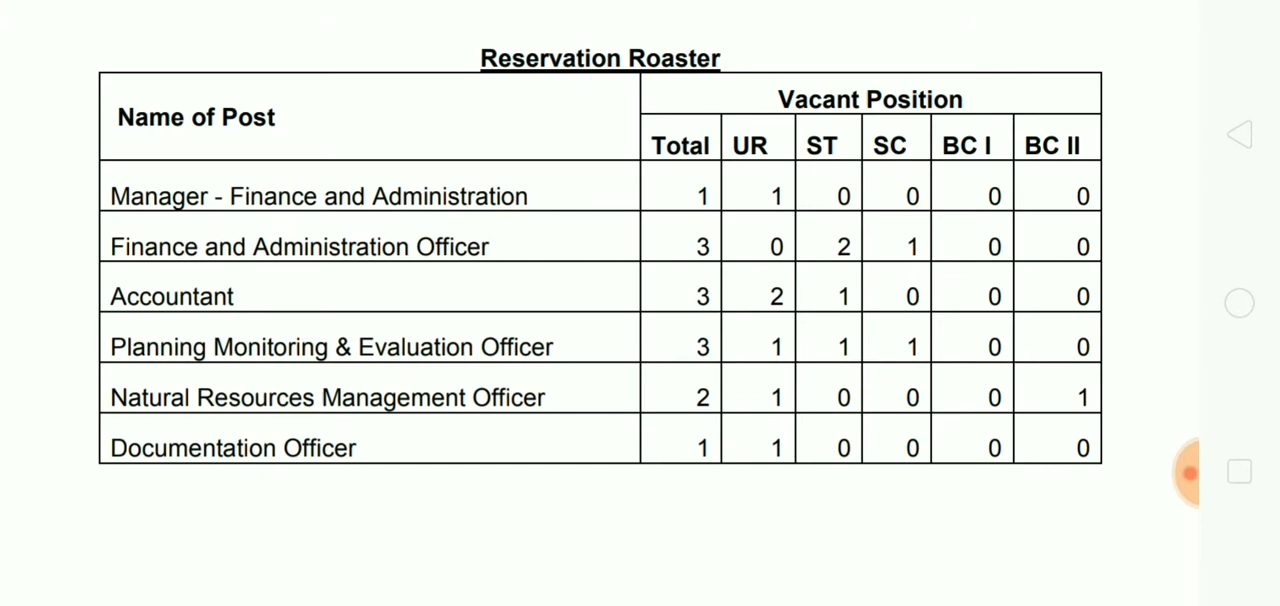 Reservation Roaster
Name of Post
Vacant Position
Total UR ST SC BC I BC II
Manager - Finance and Administration 1 1 0 0 0 0
Finance and Administration Officer 3 0 2 1 0 0
Accountant 3 2 1 0 0 0
Planning Monitoring & Evaluation Officer 3 1 1 1 0 0
Natural Resources Management Officer 2 1 0 0 0 1
Documentation Officer 1 1 0 0 0 0